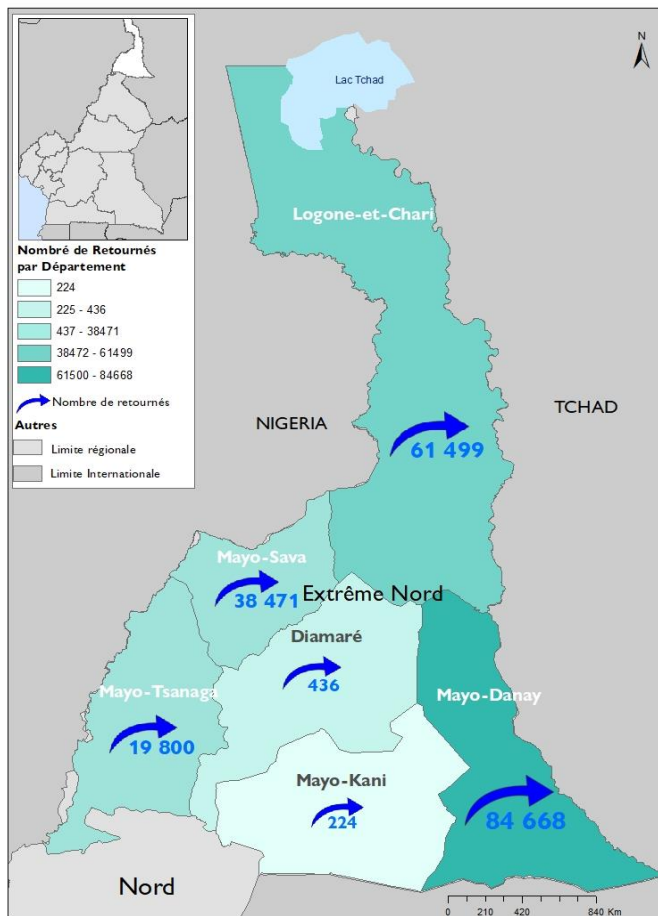 N
Lac Tchad
Logone-et-Chari
Nombré de Retournés
par Département
224
225 - 436
437 - 38471
38472 - 61499
61500 - 84668
Nombre de retournés
Autres
Limite régionale
Limite Internationale
NIGERIA
TCHAD
61 499
Mayo-Sava
38 471
Extrême Nord
Diamaré
436
Mayo-Tsanaga
19 800
Mayo-Danay
Mayo-Kani
224
84 668
Nord
0 210 420 840 Km